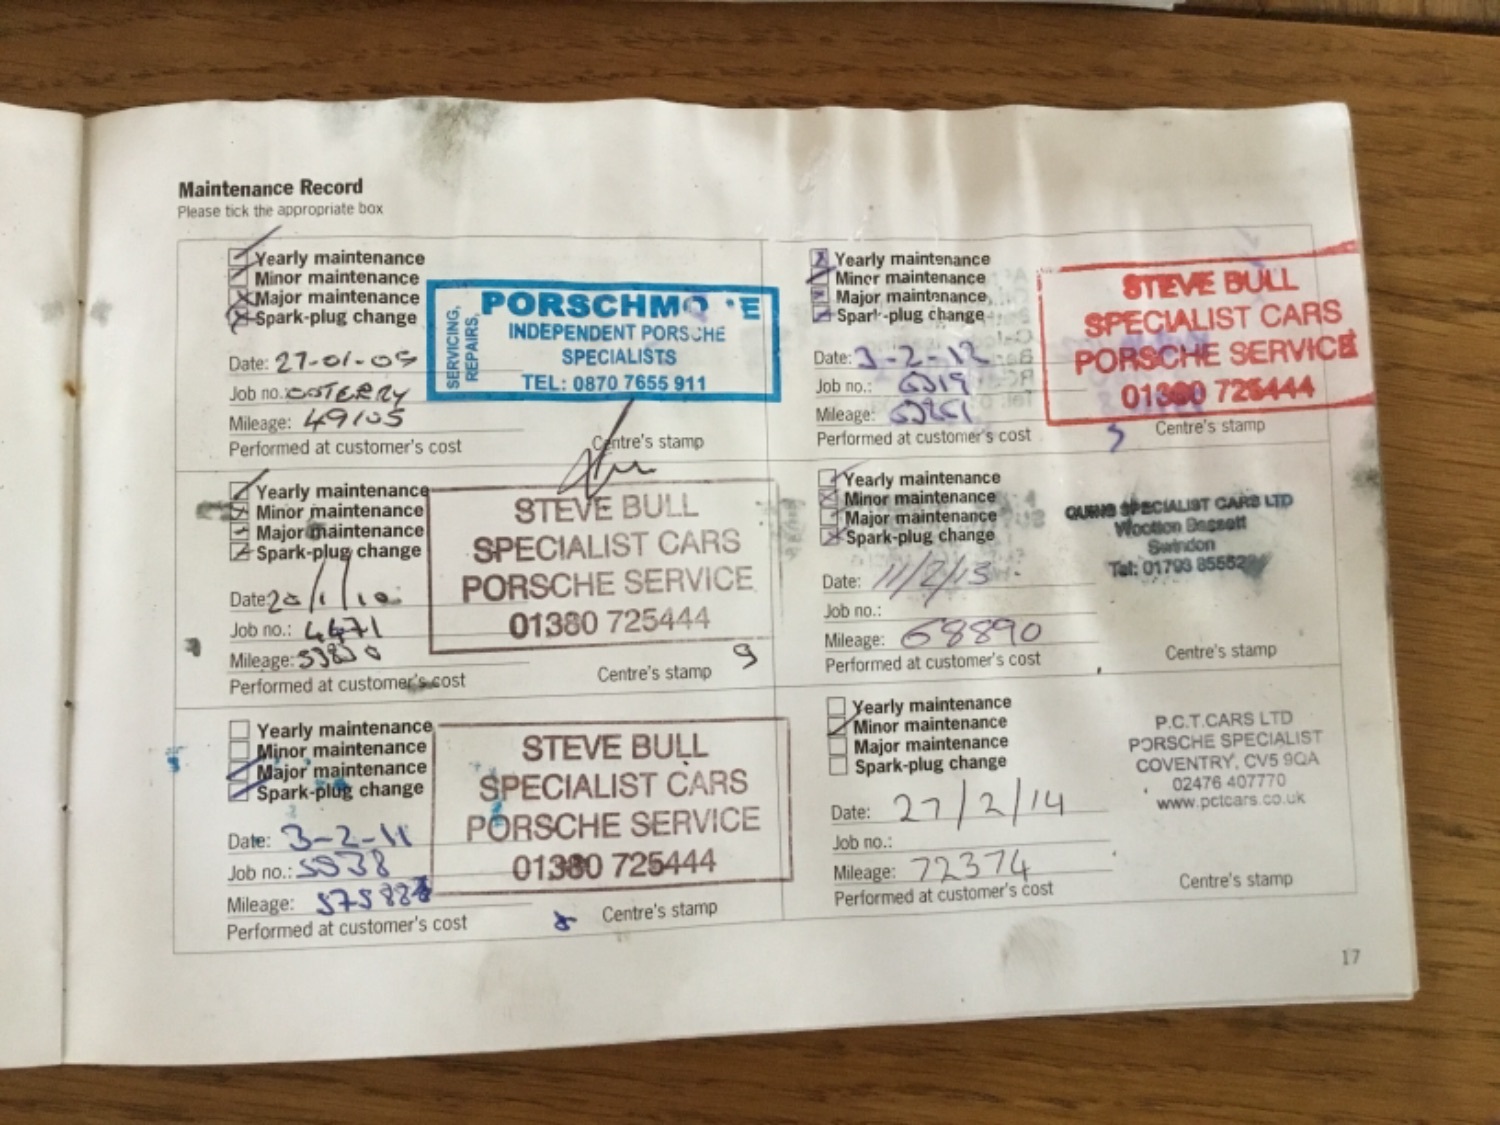 Maintenance Record
Please tick the appropriate box
Yearly maintenance
Minor maintenance
Major maintenance
Spark-plug change
Date: 27-01-09
Job no.:
Mileage: 49105
Performed at customer's cost
SERVICING,
REPAIRS,
INDEPENDENT PORSCHE
SPECIALISTS
TEL: 0870 7655 911
Centre's stamp
Yearly maintenance
Minor maintenance
Major maintenance
Spark-plug change
Date:
Job no.: 4471
Mileage:
Performed at customer's cost
STEVE BULL
SPECIALIST CARS
PORSCHE SERVICE
01380 725444
Centre's stamp
Yearly maintenance
Minor maintenance
Major maintenance
Spark-plug change
Date: 3-2-11
Job no.:
Mileage:
Performed at customer's cost
STEVE BULL
SPECIALIST CARS
PORSCHE SERVICE
01380 725444
Centre's stamp
Yearly maintenance
Minor maintenance
Major maintenance
Spark-plug change
Date: 3-2-12
Job no.:
Mileage:
Performed at customer's cost
STEVE BULL
SPECIALIST CARS
PORSCHE SERVICE
01380 725444
Centre's stamp
Yearly maintenance
Minor maintenance
Major maintenance
Spark-plug change
Date: 11/2/13
Job no.:
Mileage: 68890
Performed at customer's cost
SPECIALIST CARS LTD
Wootton Bassett
Swindon
Tel: 01793
Centre's stamp
Yearly maintenance
Minor maintenance
Major maintenance
Spark-plug change
Date: 27/2/14
Job no.:
Mileage: 72374
Performed at customer's cost
P.C.T.CARS LTD
PORSCHE SPECIALIST
COVENTRY, CV5 9QA
02476 407770
www.pctcars.co.uk
Centre's stamp
17